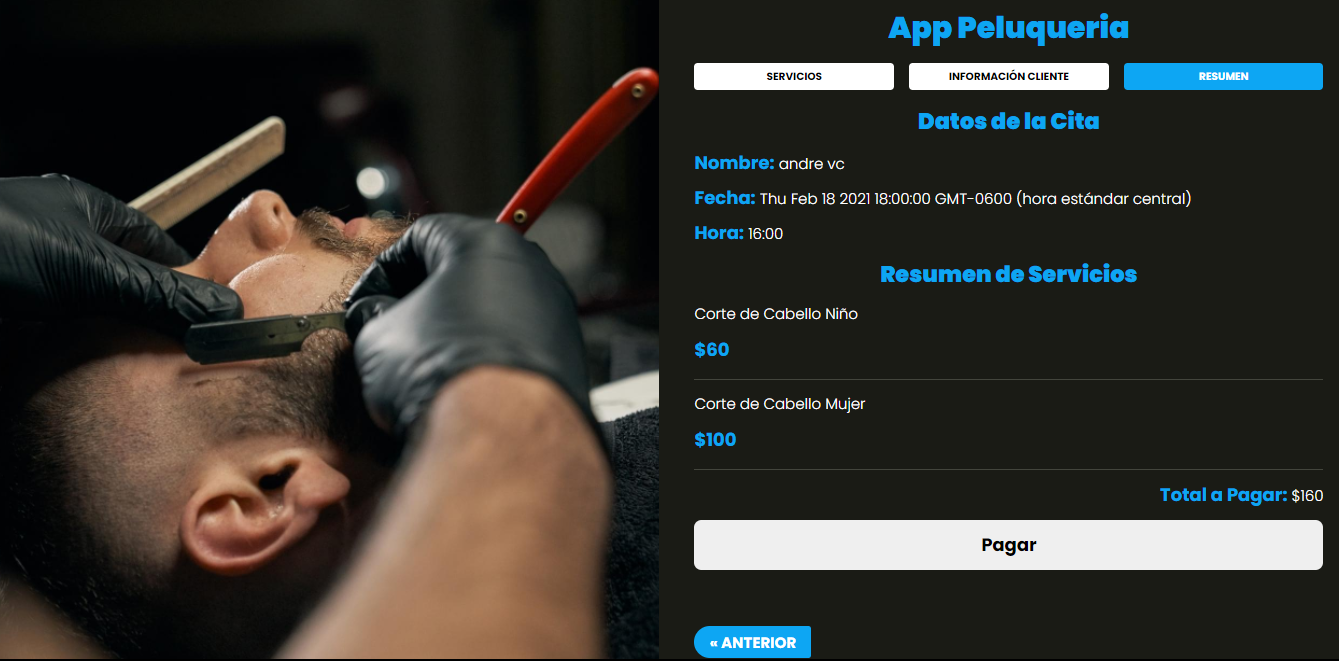 App Peluqueria
SERVICIOS
INFORMACIÓN CLIENTE
RESUMEN
Datos de la Cita
Nombre: andre vc
Fecha: Thu Feb 18 2021 18:00:00 GMT-0600 (hora estándar central)
Hora: 16:00
Resumen de Servicios
Corte de Cabello Niño
$60
Corte de Cabello Mujer
$100
Total a Pagar: $160
Pagar
« ANTERIOR